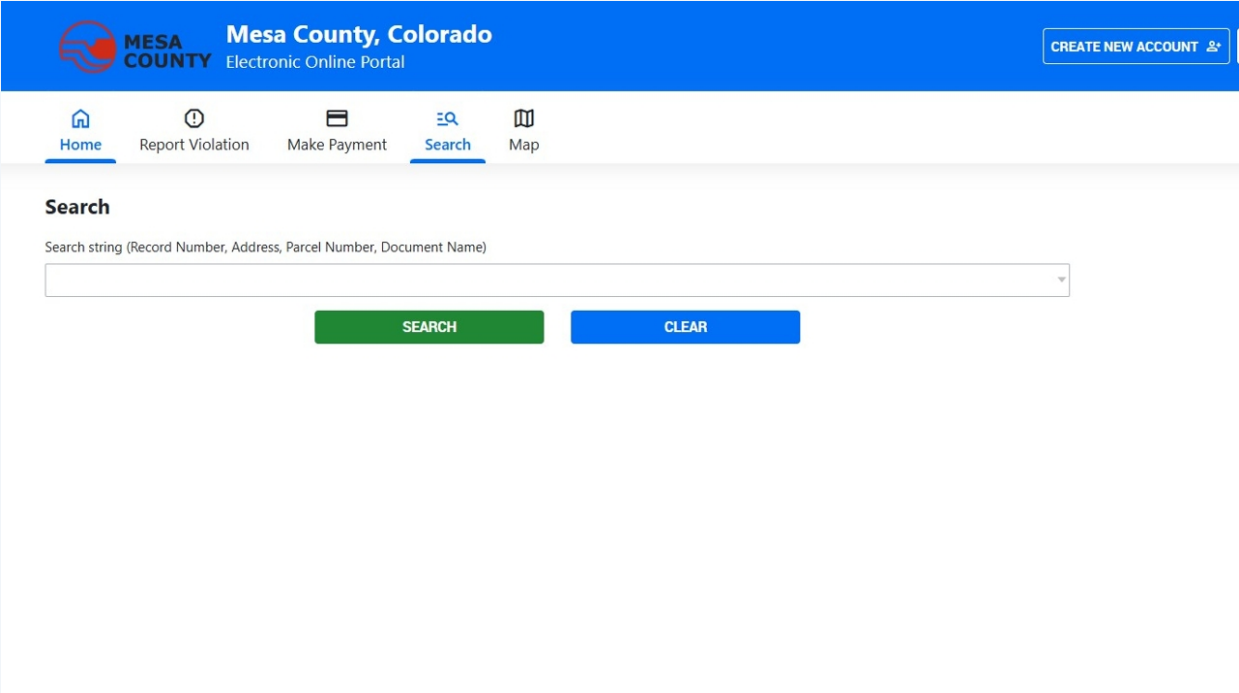 MESA
COUNTY
Mesa County, Colorado
Electronic Online Portal
CREATE NEW ACCOUNT
Home
Report Violation
Make Payment
Search
Map
Search
Search string (Record Number, Address, Parcel Number, Document Name)
SEARCH
CLEAR